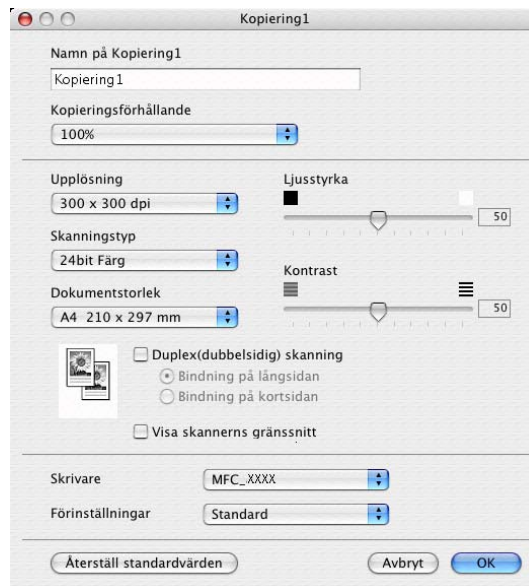 Kopiering1
Namn på Kopiering1
Kopiering1
Kopieringsförhållande
100%
Upplösning
300 x 300 dpi
Ljusstyrka
50
Skanningstyp
24bit Färg
Kontrast
50
Dokumentstorlek
A4 210 x 297 mm
Duplex(dubbelsidig) skanning
Bindning på långsidan
Bindning på kortsidan
Visa skannerns gränssnitt
Skrivare
MFC_XXXX
Förinställningar
Standard
Återställ standardvärden
Avbryt
OK